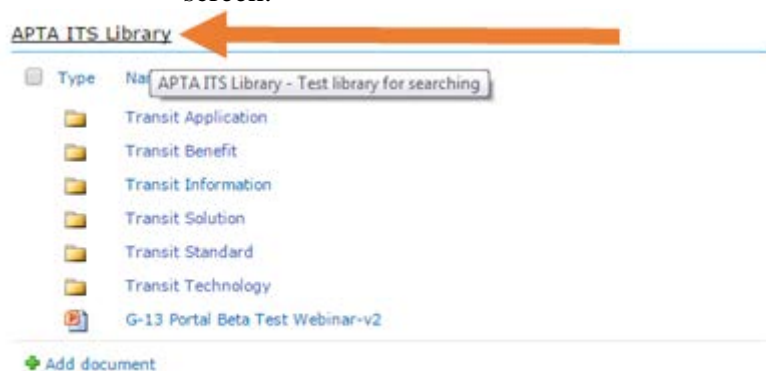 screen.
APTA ITS Library
Type Na
APTA ITS Library - Test library for searching
Transit Application
Transit Benefit
Transit Information
Transit Solution
Transit Standard
Transit Technology
G-13 Portal Beta Test Webinar-v2
Add document